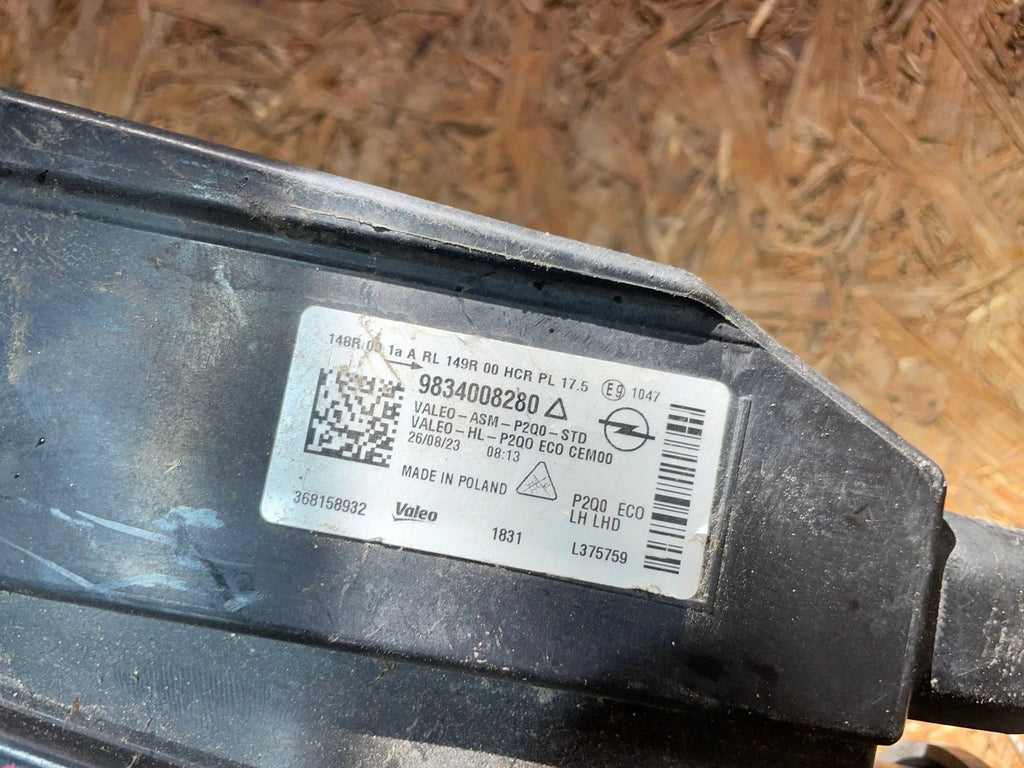 148R 00 1a A RL 149R 00 HCR PL 17.5 E9 1047
9834008280
VALEO-ASM-P2Q0-STD
VALEO-HL-P2Q0 ECO CEM00
26/08/23 08:13
MADE IN POLAND
P2Q0 ECO
LH LHD
368158932 Valeo 1831 L375759